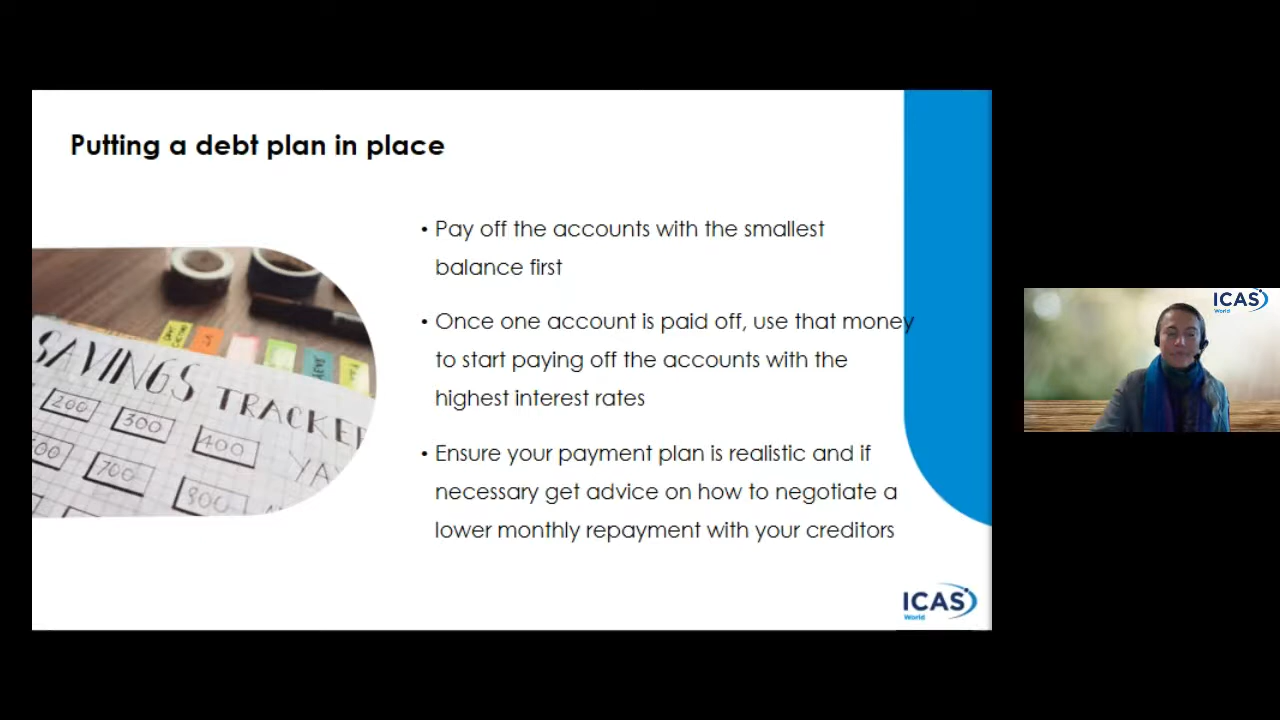 Putting a debt plan in place
• Pay off the accounts with the smallest
balance first
• Once one account is paid off, use that money
to start paying off the accounts with the
highest interest rates
• Ensure your payment plan is realistic and if
necessary get advice on how to negotiate a
lower monthly repayment with your creditors
SAVINGS TRACKER
200 300 400
700 800
ICAS
World
ICAS
World